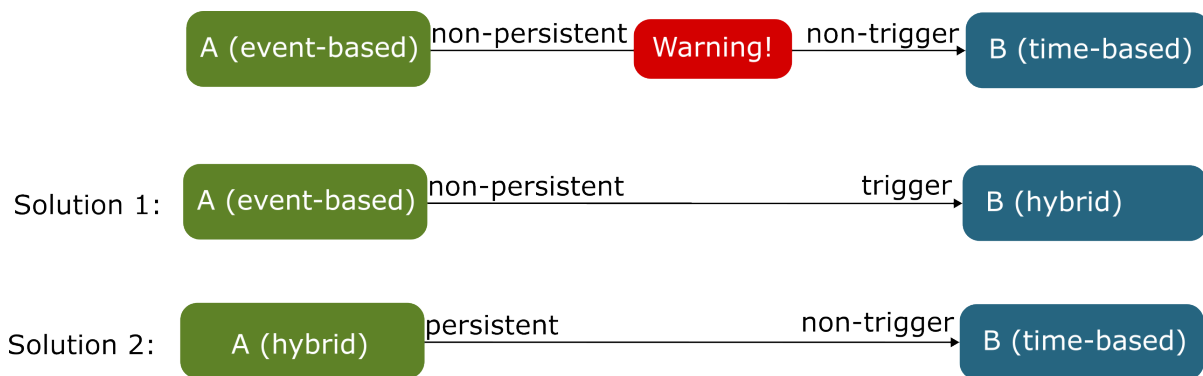 A (event-based) non-persistent Warning! non-trigger B (time-based)
Solution 1: A (event-based) non-persistent trigger B (hybrid)
Solution 2: A (hybrid) persistent non-trigger B (time-based)